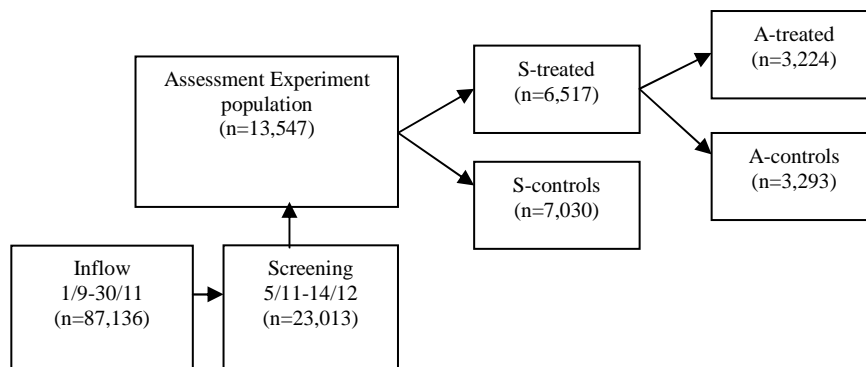 Assessment Experiment
population
(n=13,547)
S-treated
(n=6,517)
A-treated
(n=3,224)
A-controls
(n=3,293)
S-controls
(n=7,030)
Inflow
1/9-30/11
(n=87,136)
Screening
5/11-14/12
(n=23,013)